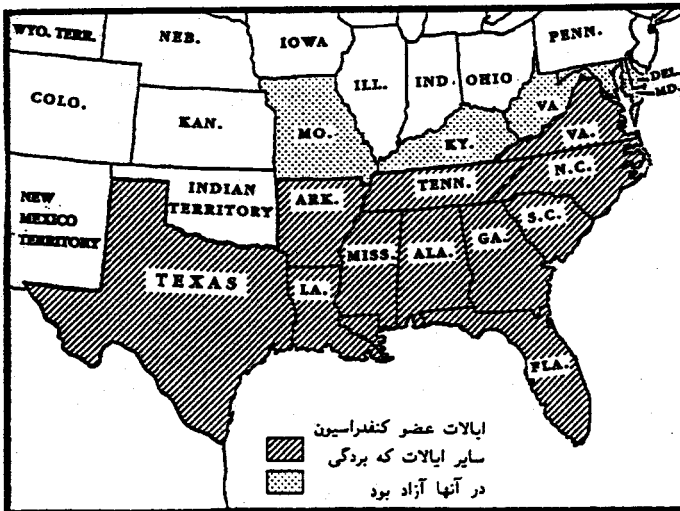 WYO. TERR.
NEB.
IOWA
PENN.
COLO.
ILL.
IND.
OHIO
DEL.
MD.
KAN.
MO.
VA
KY.
VA.
NEW
MEXICO
TERRITORY
INDIAN
TERRITORY
ARK.
TENN.
N.C.
S.C.
TEXAS
LA.
MISS.
ALA.
GA.
FLA.
ایالات عضو کنفدراسیون
سایر ایالات که بردگی
در آنها آزاد بود